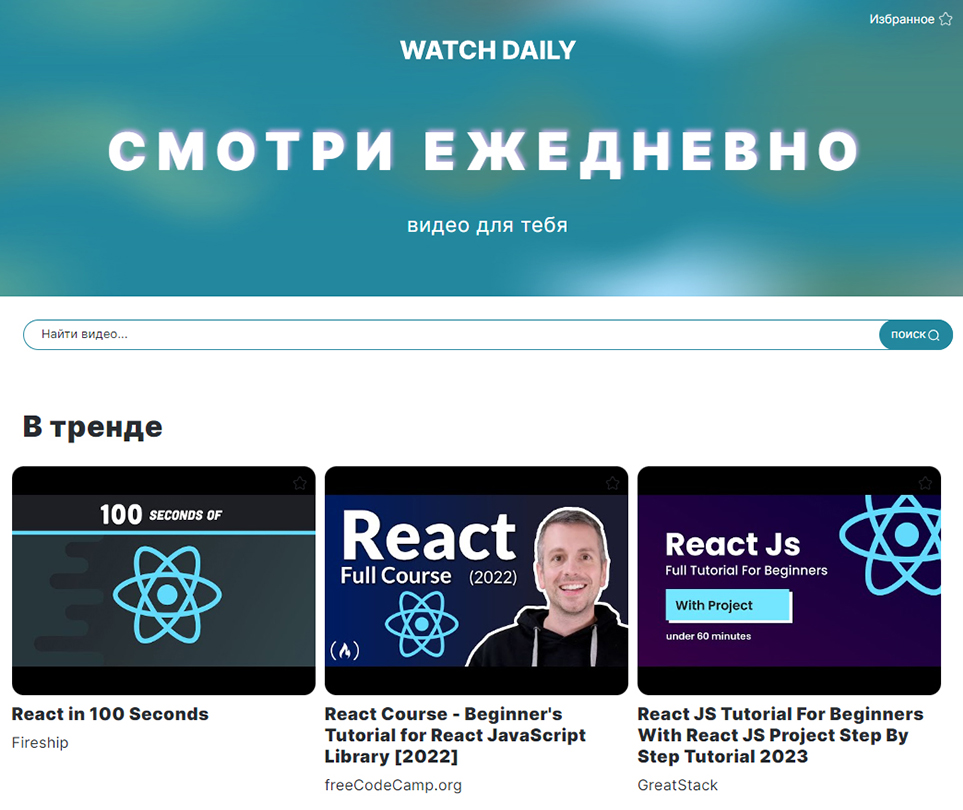 Избранное
WATCH DAILY
СМОТРИ ЕЖЕДНЕВНО
видео для тебя
Найти видео...
ПОИСК
В тренде
100 SECONDS OF
React
Full Course (2022)
React Js
Full Tutorial For Beginners
With Project
under 60 minutes
React in 100 Seconds
Fireship
React Course - Beginner's
Tutorial for React JavaScript
Library [2022]
freeCodeCamp.org
React JS Tutorial For Beginners
With React JS Project Step By
Step Tutorial 2023
GreatStack